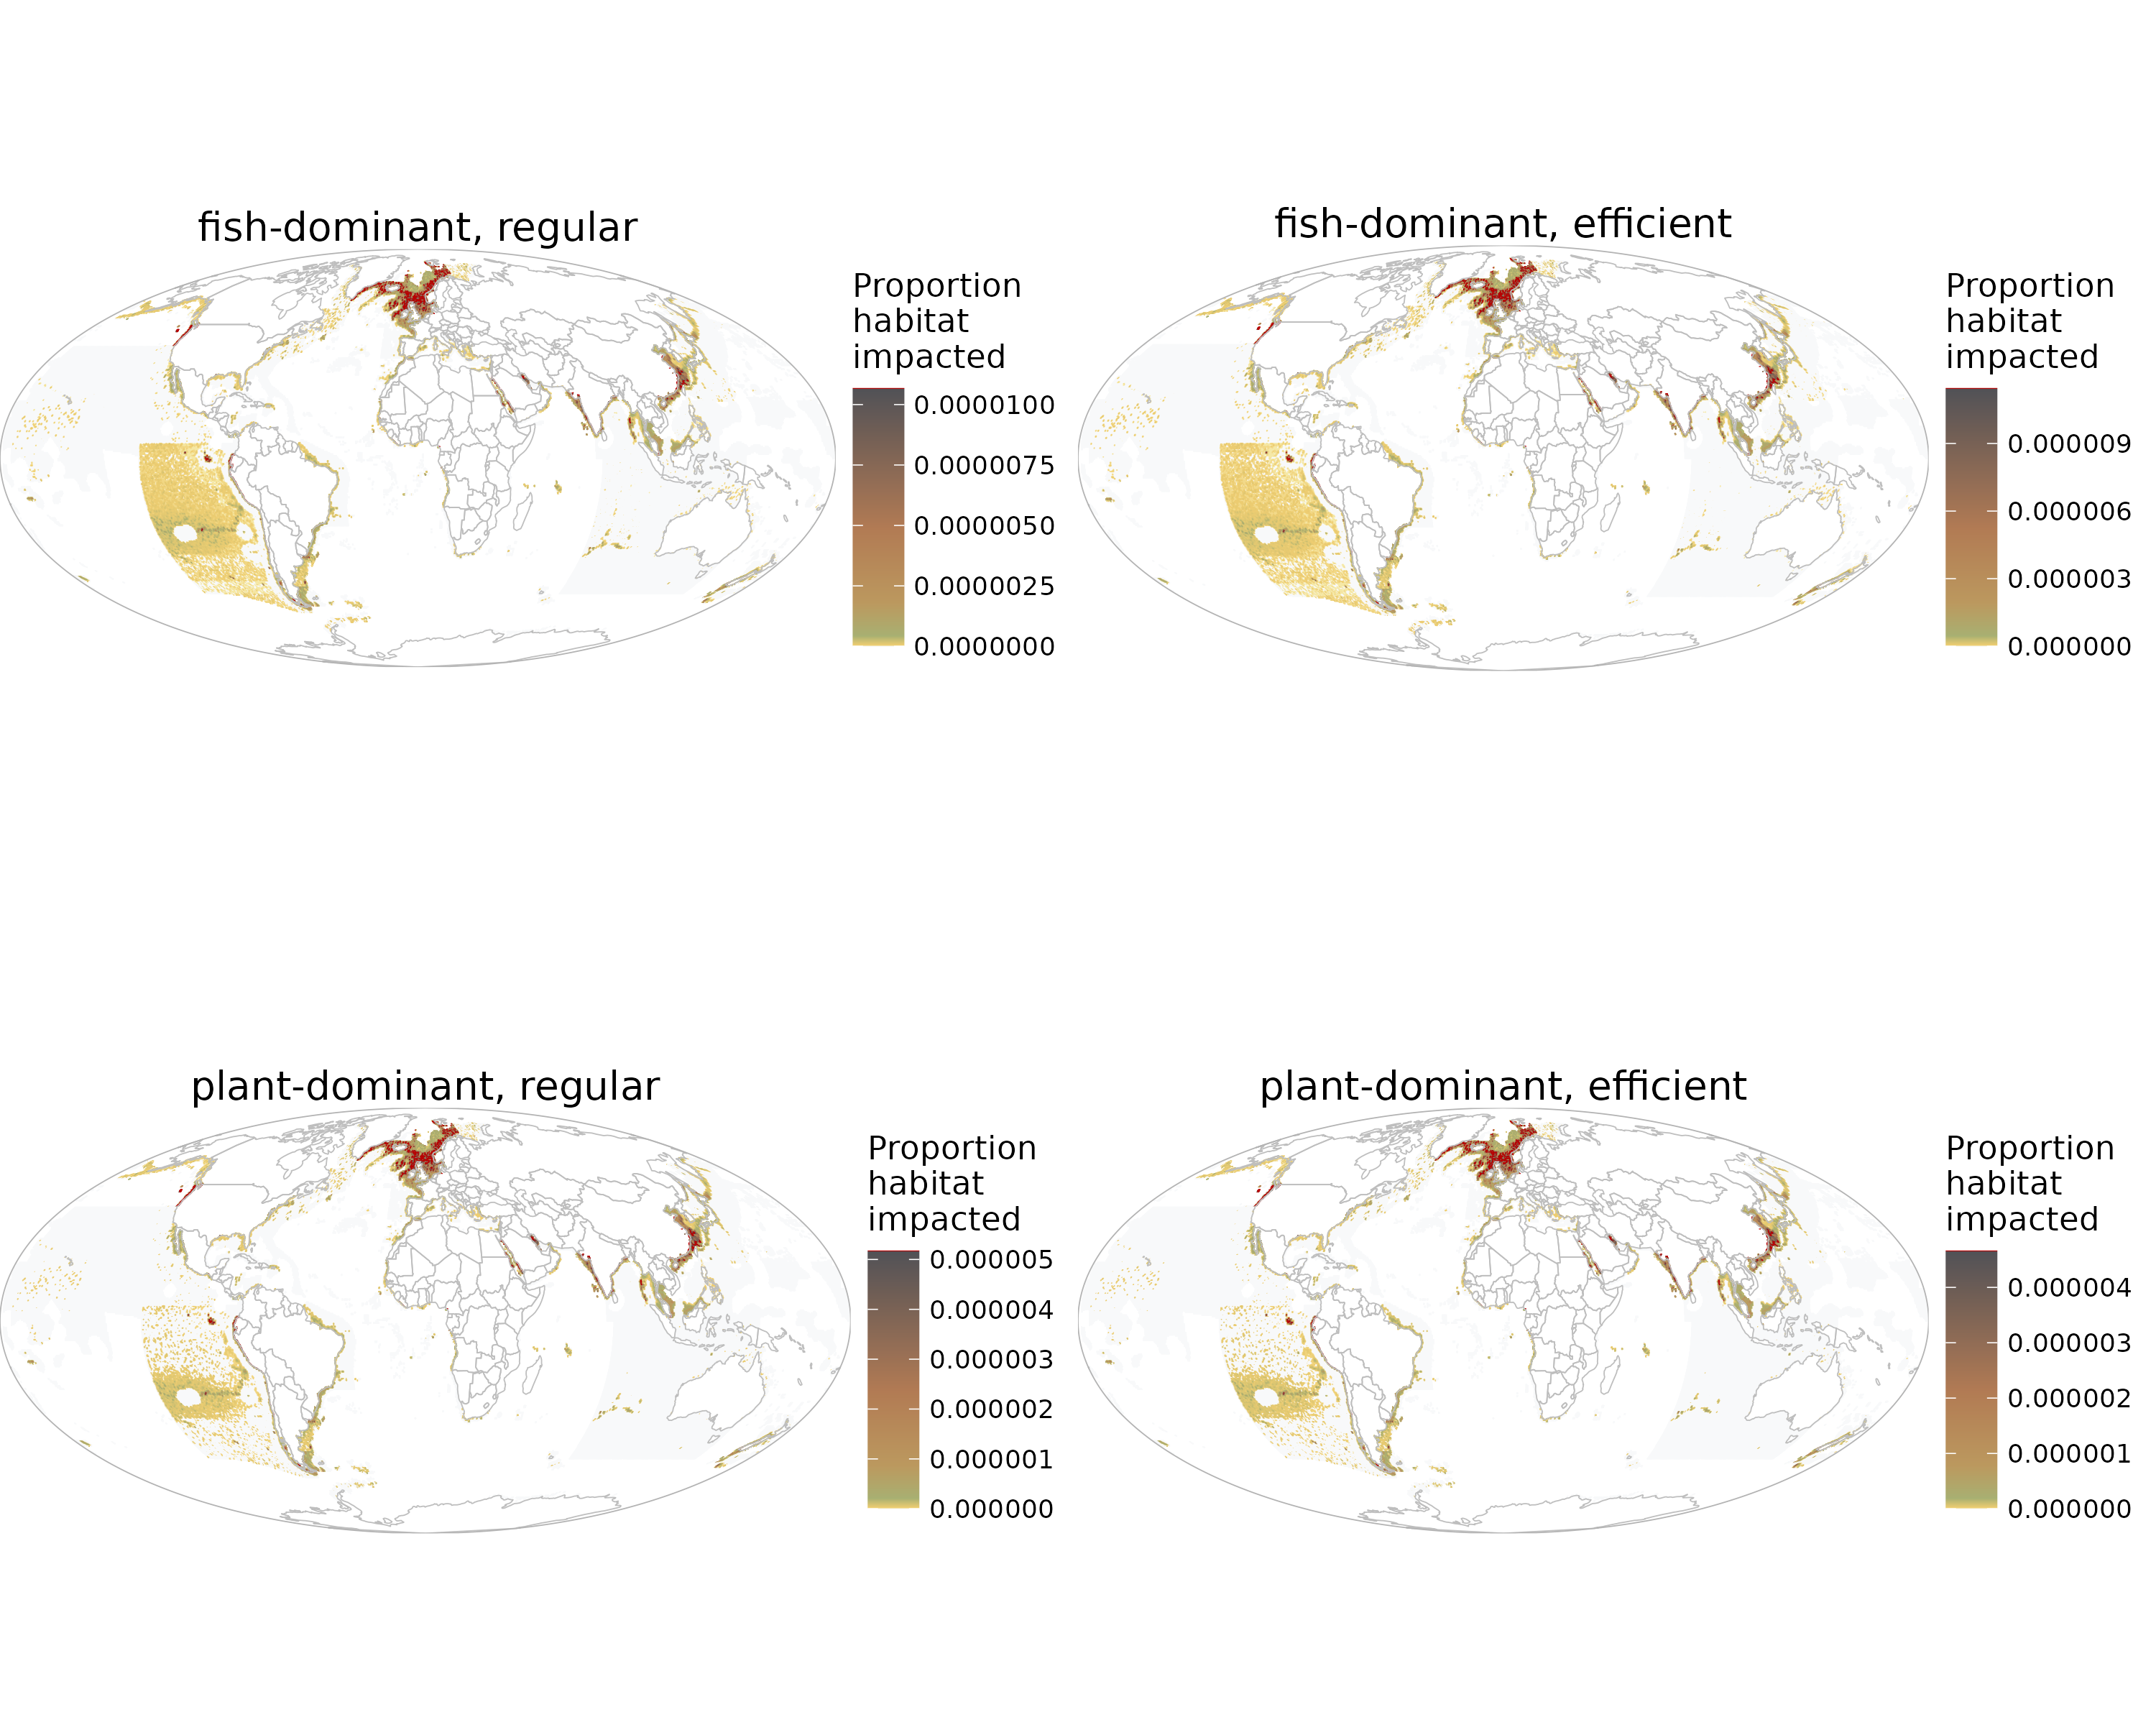 fish-dominant, regular
Proportion
habitat
impacted
0.0000100
0.0000075
0.0000050
0.0000025
0.0000000
fish-dominant, efficient
Proportion
habitat
impacted
0.000009
0.000006
0.000003
0.000000
plant-dominant, regular
Proportion
habitat
impacted
0.000005
0.000004
0.000003
0.000002
0.000001
0.000000
plant-dominant, efficient
Proportion
habitat
impacted
0.000004
0.000003
0.000002
0.000001
0.000000